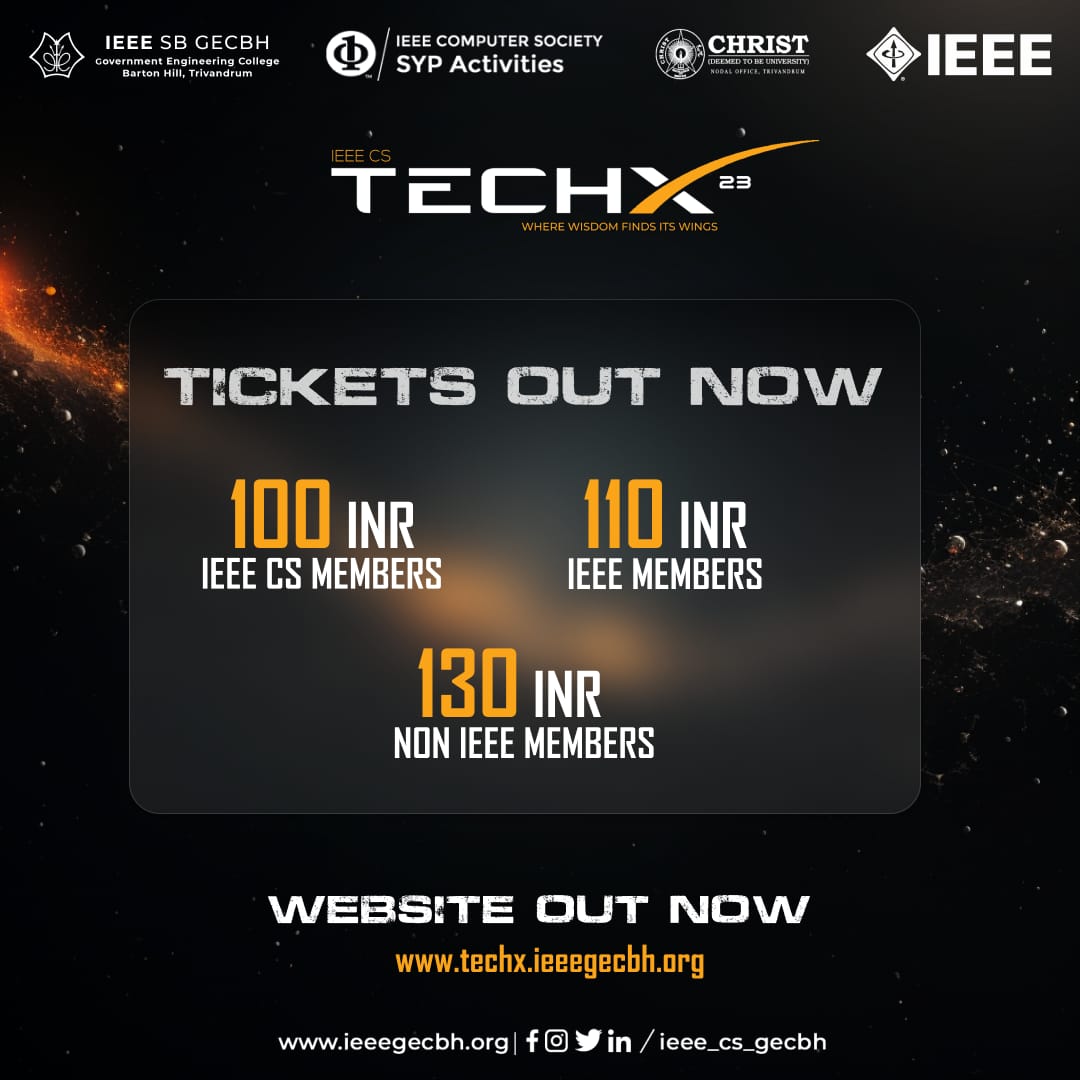 IEEE SB GECBH
Government Engineering College
Barton Hill, Trivandrum
IEEE COMPUTER SOCIETY
SYP Activities
TM
CHRIST
(DEEMED TO BE UNIVERSITY)
NODAL OFFICE, TRIVANDRUM
IEEE
IEEE CS
TECHX 23
WHERE WISDOM FINDS ITS WINGS
TICKETS OUT NOW
100 INR
IEEE CS MEMBERS
110 INR
IEEE MEMBERS
130 INR
NON IEEE MEMBERS
WEBSITE OUT NOW
www.techx.ieeegecbh.org
www.ieeegecbh.org| / ieee_cs_gecbh